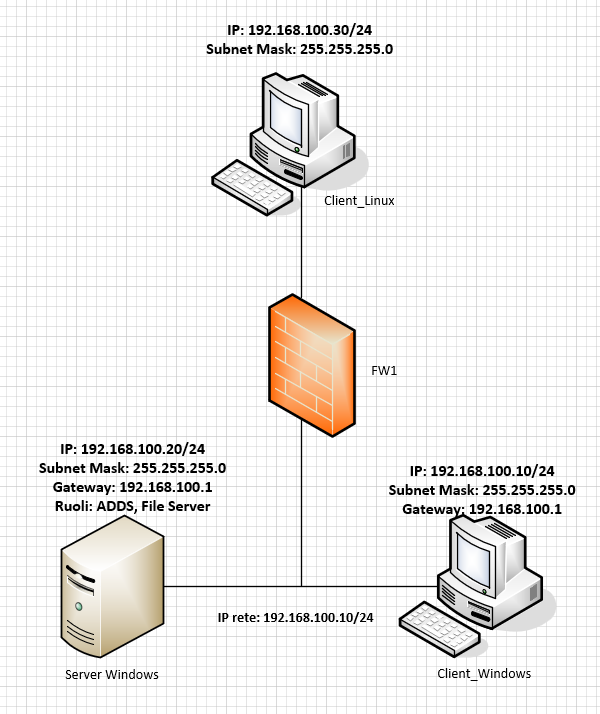 IP: 192.168.100.30/24
Subnet Mask: 255.255.255.0
Client_Linux
FW1
IP: 192.168.100.20/24
Subnet Mask: 255.255.255.0
Gateway: 192.168.100.1
Ruoli: ADDS, File Server
IP: 192.168.100.10/24
Subnet Mask: 255.255.255.0
Gateway: 192.168.100.1
IP rete: 192.168.100.10/24
Server Windows
Client_Windows